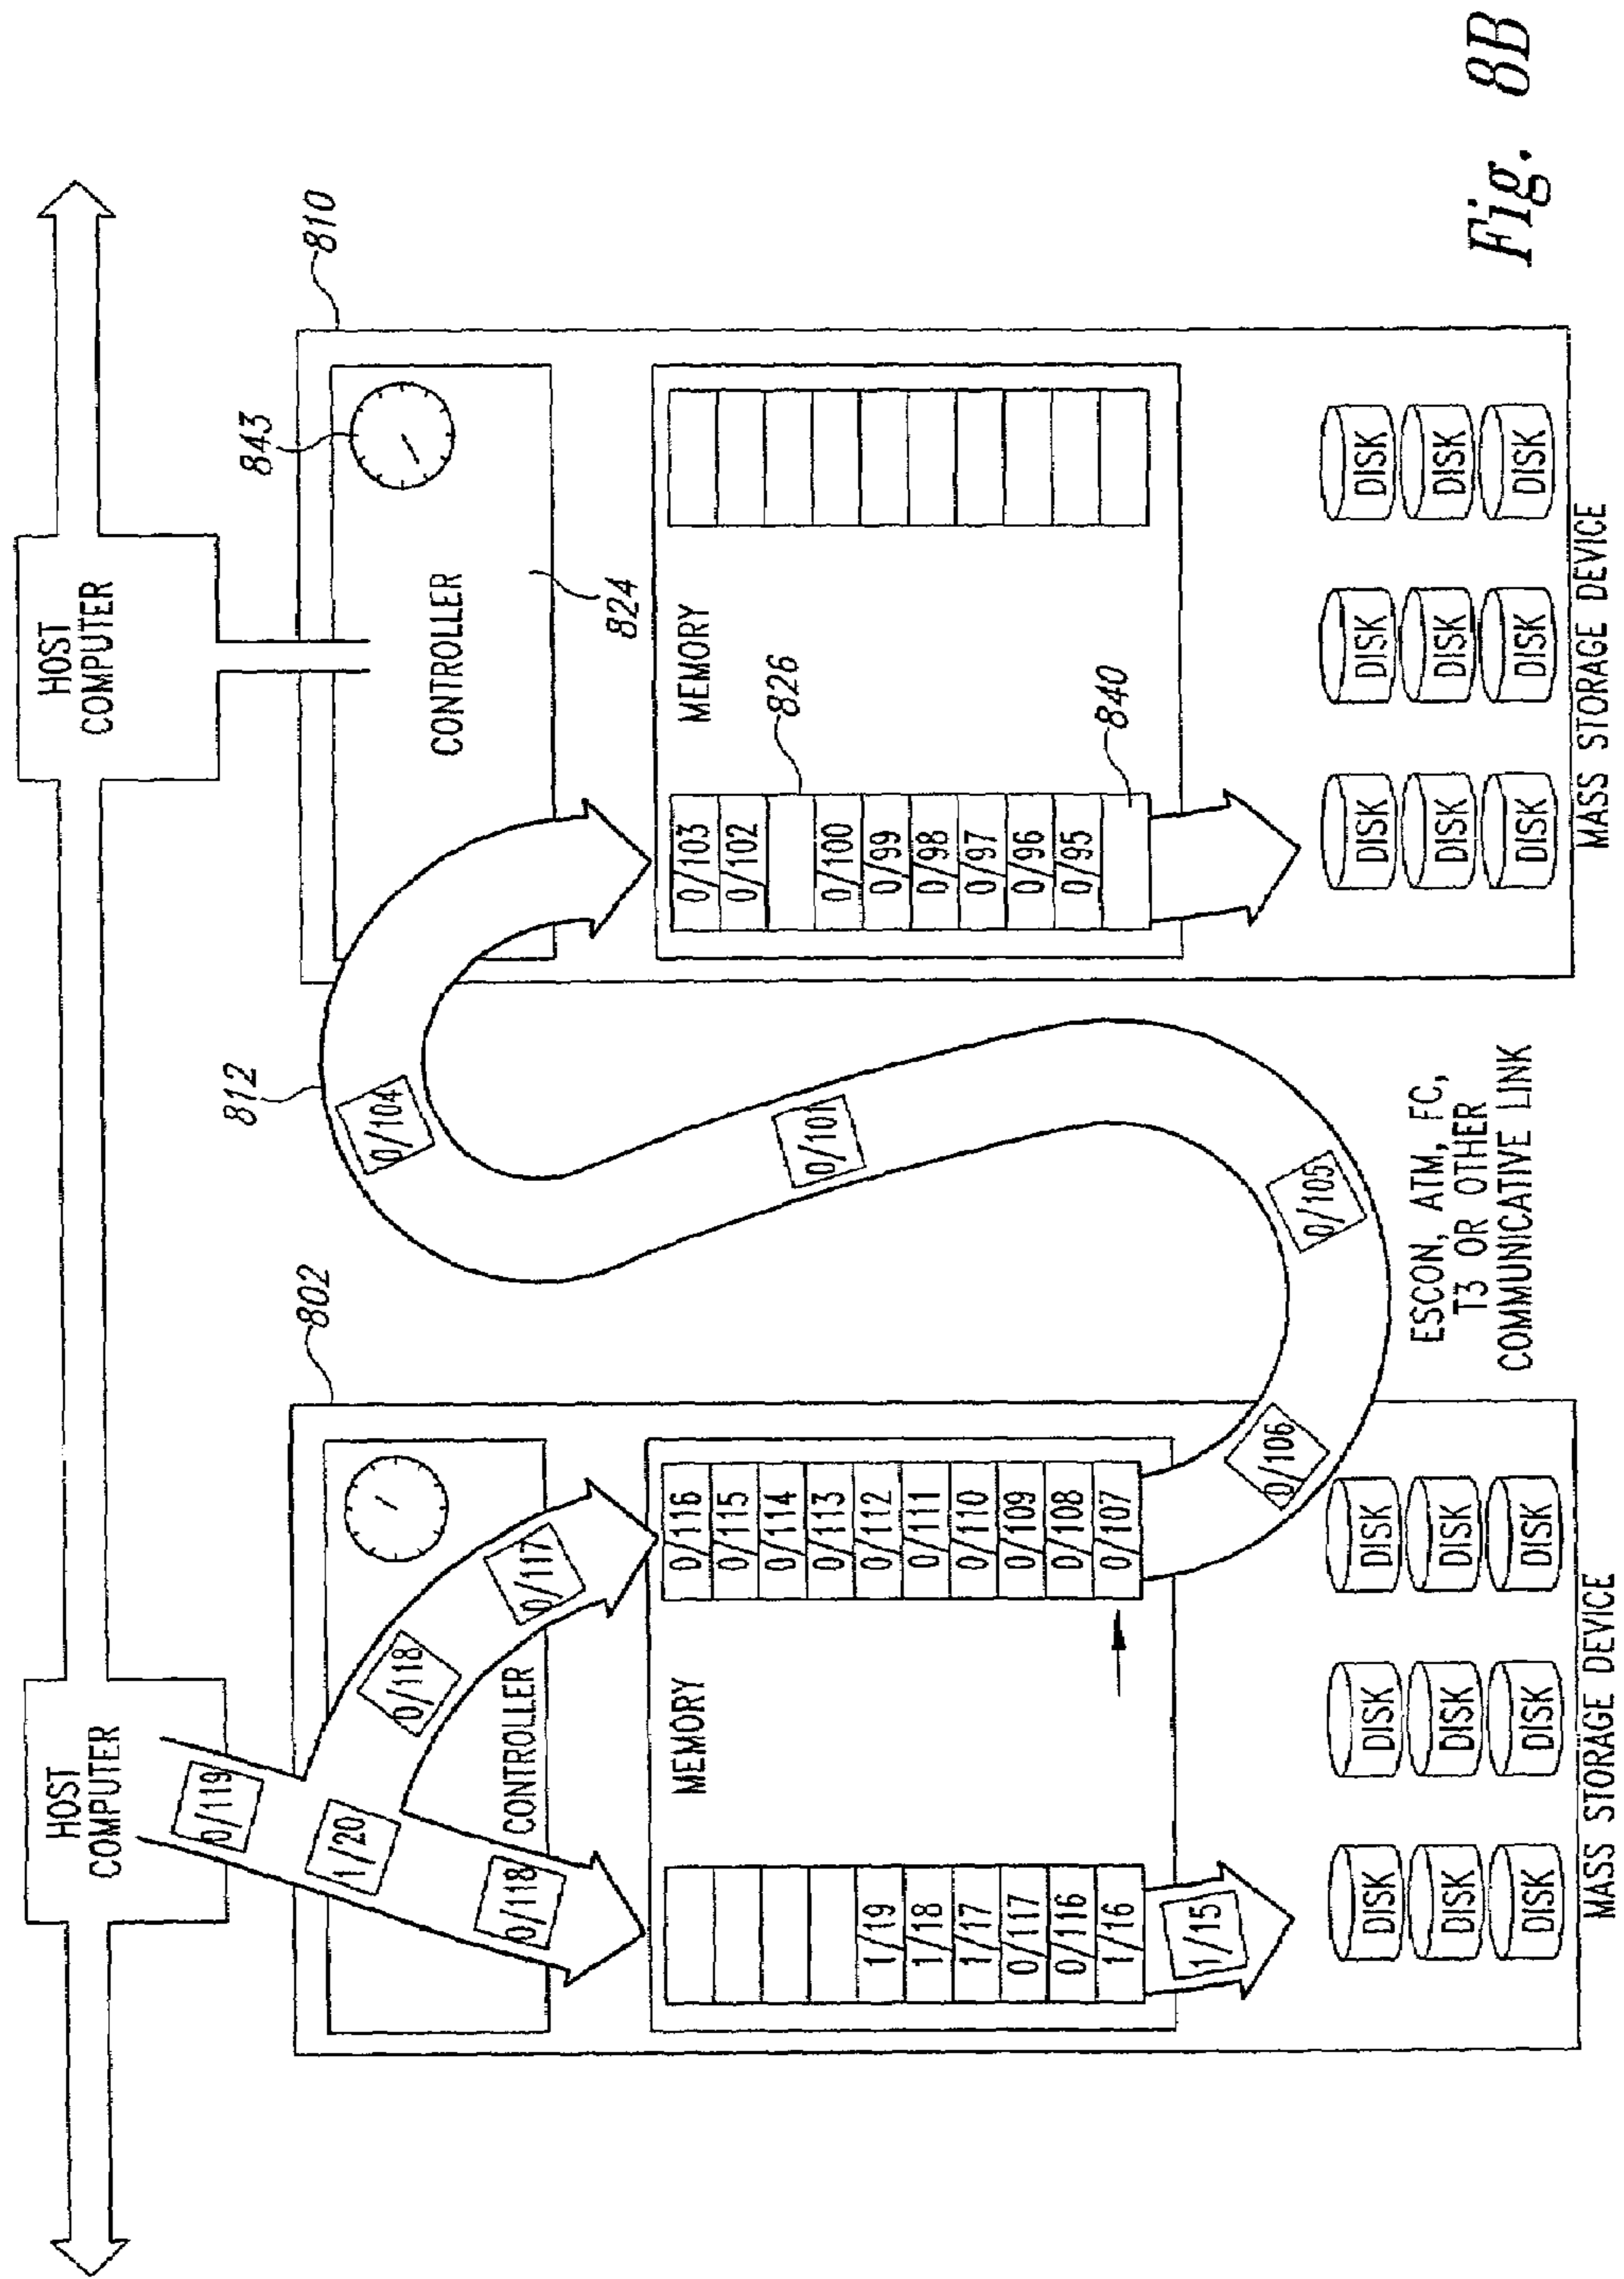 HOST
COMPUTER
HOST
COMPUTER
0/119
1/20
0/118
0/118
0/117
CONTROLLER
802
MEMORY
1/19
1/18
1/17
0/117
0/116
1/16
1/15
0/116
0/115
0/114
0/113
0/112
0/111
0/110
0/109
0/108
0/107
DISK
DISK
DISK
DISK
DISK
DISK
DISK
DISK
DISK
MASS STORAGE DEVICE
0/106
0/105
0/101
0/104
812
ESCON, ATM, FC,
T3 OR OTHER
COMMUNICATIVE LINK
843
810
CONTROLLER
824
MEMORY
0/103
0/102
826
0/100
0/99
0/98
0/97
0/96
0/95
840
DISK
DISK
DISK
DISK
DISK
DISK
DISK
DISK
DISK
MASS STORAGE DEVICE
Fig. 8B